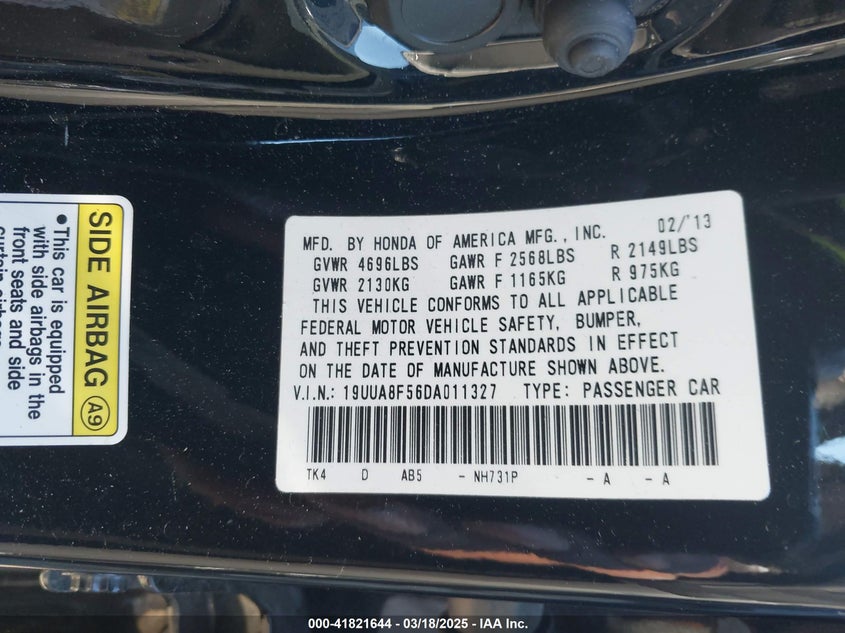 MFD. BY HONDA OF AMERICA MFG., INC. 02/'13
GVWR 4696LBS GAWR F 2568LBS R 2149LBS
GVWR 2130KG GAWR F 1165KG R 975KG
THIS VEHICLE CONFORMS TO ALL APPLICABLE
FEDERAL MOTOR VEHICLE SAFETY, BUMPER,
AND THEFT PREVENTION STANDARDS IN EFFECT
ON THE DATE OF MANUFACTURE SHOWN ABOVE.
V.I.N.: 19UUA8F56DA011327 TYPE: PASSENGER CAR
TK4 D AB5 - NH731P - A - A
SIDE AIRBAG A9
•This car is equipped
with side airbags in the
front seats and side
curtain airbags
000-41821644 / 03/18/2025 / IAA Inc.